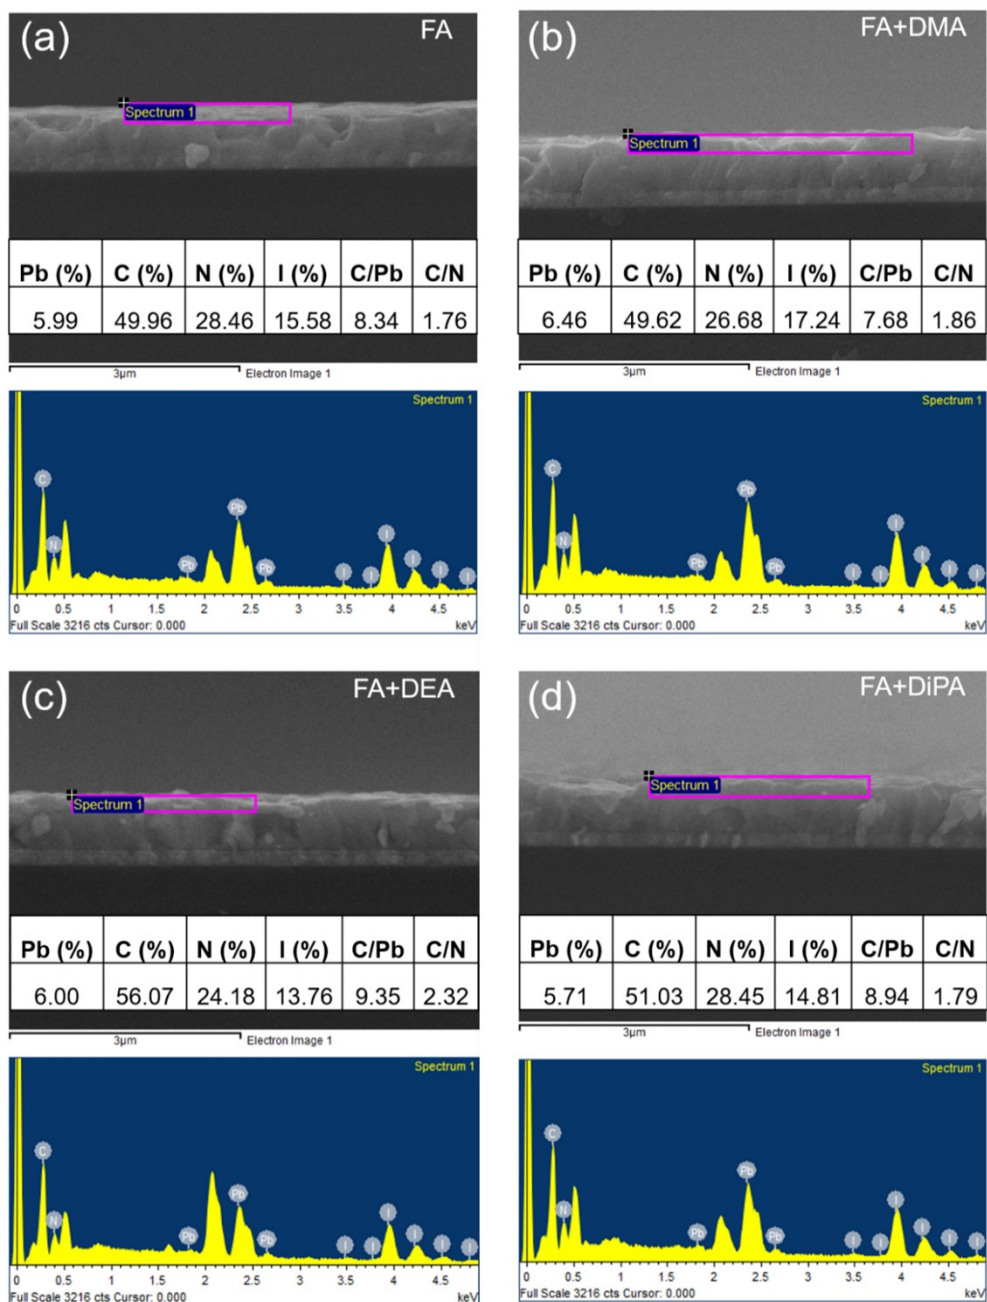 (a)
FA
Spectrum 1
Pb (%) C (%) N (%) I (%) C/Pb C/N
5.99 49.96 28.46 15.58 8.34 1.76
3µm
Electron Image 1
Spectrum 1
C
N
Pb
Pb
Pb
I
I
I
I
I
I
0.5 1 1.5 2 2.5 3 3.5 4 4.5
Full Scale 3216 cts Cursor: 0.000
keV
(b)
FA+DMA
Spectrum 1
Pb (%) C (%) N (%) I (%) C/Pb C/N
6.46 49.62 26.68 17.24 7.68 1.86
3µm
Electron Image 1
Spectrum 1
C
N
Pb
Pb
Pb
I
I
I
I
I
I
0 0.5 1 1.5 2 2.5 3 3.5 4 4.5
Full Scale 3216 cts Cursor: 0.000
keV
(c)
FA+DEA
Spectrum 1
Pb (%) C (%) N (%) I (%) C/Pb C/N
6.00 56.07 24.18 13.76 9.35 2.32
3µm
Electron Image 1
Spectrum 1
C
N
Pb
Pb
Pb
I
I
I
I
I
I
0.5 1 1.5 2 2.5 3 3.5 4 4.5
Full Scale 3216 cts Cursor: 0.000
keV
(d)
FA+DiPA
Spectrum 1
Pb (%) C (%) N (%) I (%) C/Pb C/N
5.71 51.03 28.45 14.81 8.94 1.79
3µm
Electron Image 1
Spectrum 1
C
N
Pb
Pb
Pb
I
I
I
I
I
I
0 0.5 1 1.5 2 2.5 3 3.5 4 4.5
Full Scale 3216 cts Cursor: 0.000
keV